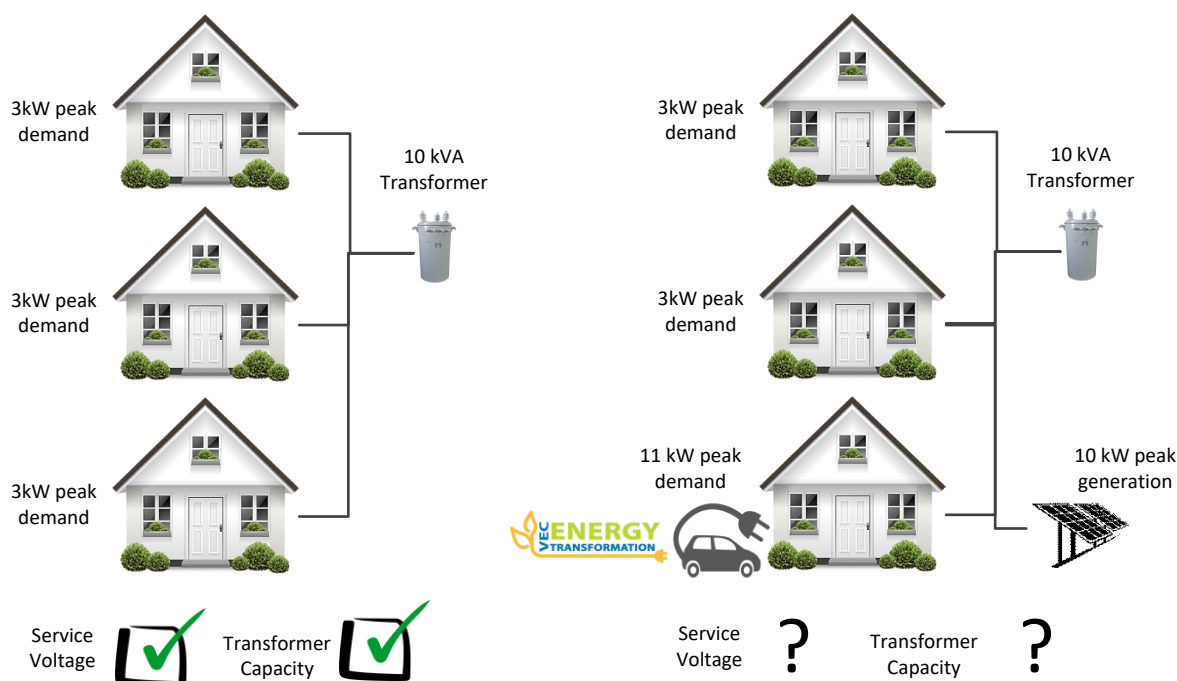 3kW peak
demand
10 kVA
Transformer
3kW peak
demand
3kW peak
demand
Service
Voltage
Transformer
Capacity
3kW peak
demand
10 kVA
Transformer
3kW peak
demand
11 kW peak
demand
10 kW peak
generation
VEC
ENERGY
TRANSFORMATION
Service
Voltage
?
Transformer
Capacity
?